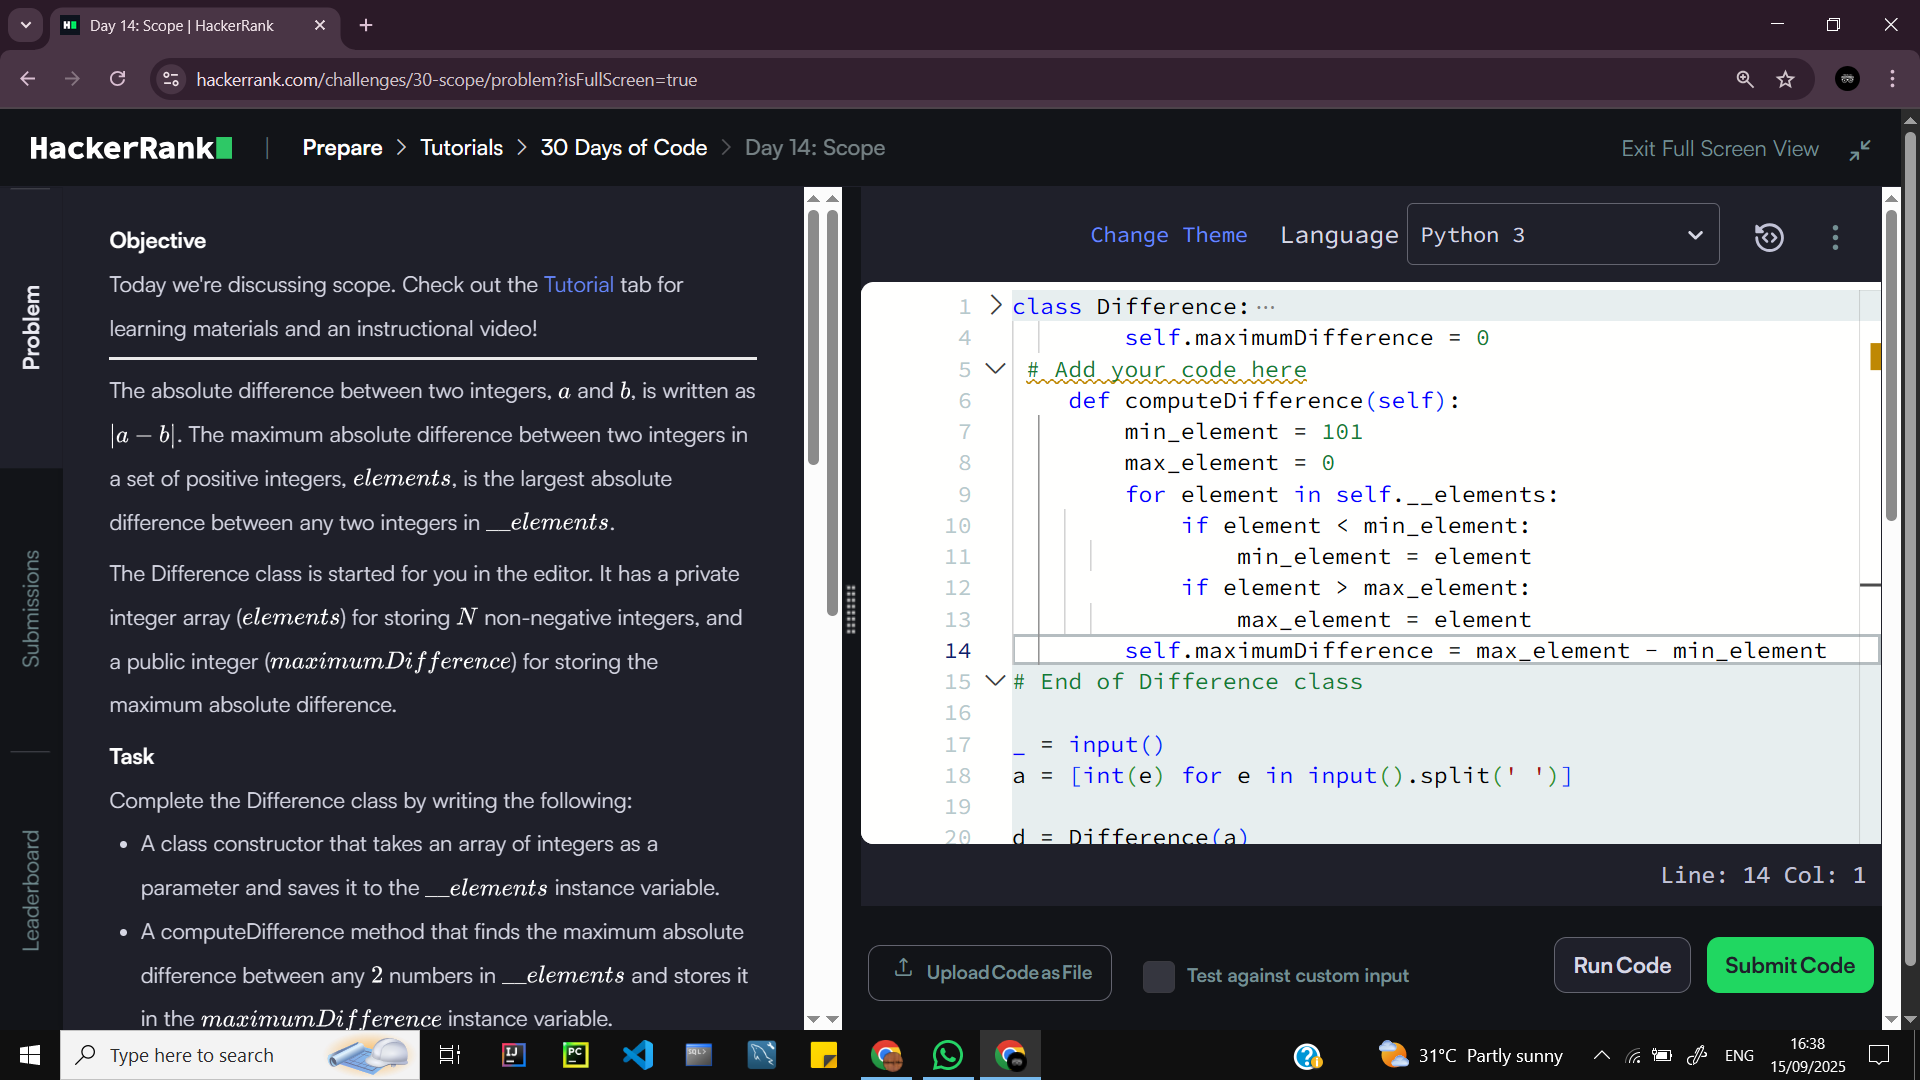 Day 14: Scope | HackerRank
hackerrank.com/challenges/30-scope/problem?isFullScreen=true
HackerRank | Prepare > Tutorials > 30 Days of Code > Day 14: Scope
Exit Full Screen View
Problem
Submissions
Leaderboard
Objective
Today we're discussing scope. Check out the Tutorial tab for
learning materials and an instructional video!
The absolute difference between two integers, a and b, is written as
|a − b|. The maximum absolute difference between two integers in
a set of positive integers, elements, is the largest absolute
difference between any two integers in __elements.
The Difference class is started for you in the editor. It has a private
integer array (elements) for storing N non-negative integers, and
a public integer (maximumDifference) for storing the
maximum absolute difference.
Task
Complete the Difference class by writing the following:
• A class constructor that takes an array of integers as a
parameter and saves it to the __elements instance variable.
• A computeDifference method that finds the maximum absolute
difference between any 2 numbers in __elements and stores it
in the maximumDifference instance variable.
Change Theme Language Python 3
1 class Difference:···
4         self.maximumDifference = 0
5  # Add your code here
6     def computeDifference(self):
7         min_element = 101
8         max_element = 0
9         for element in self.__elements:
10             if element < min_element:
11                 min_element = element
12             if element > max_element:
13                 max_element = element
14         self.maximumDifference = max_element - min_element
15 # End of Difference class
16
17 _ = input()
18 a = [int(e) for e in input().split(' ')]
19
20 d = Difference(a)
Line: 14 Col: 1
Upload Code as File
Test against custom input
Run Code
Submit Code
Type here to search
IJ
PC
SQL>
31°C Partly sunny
ENG
16:38
15/09/2025